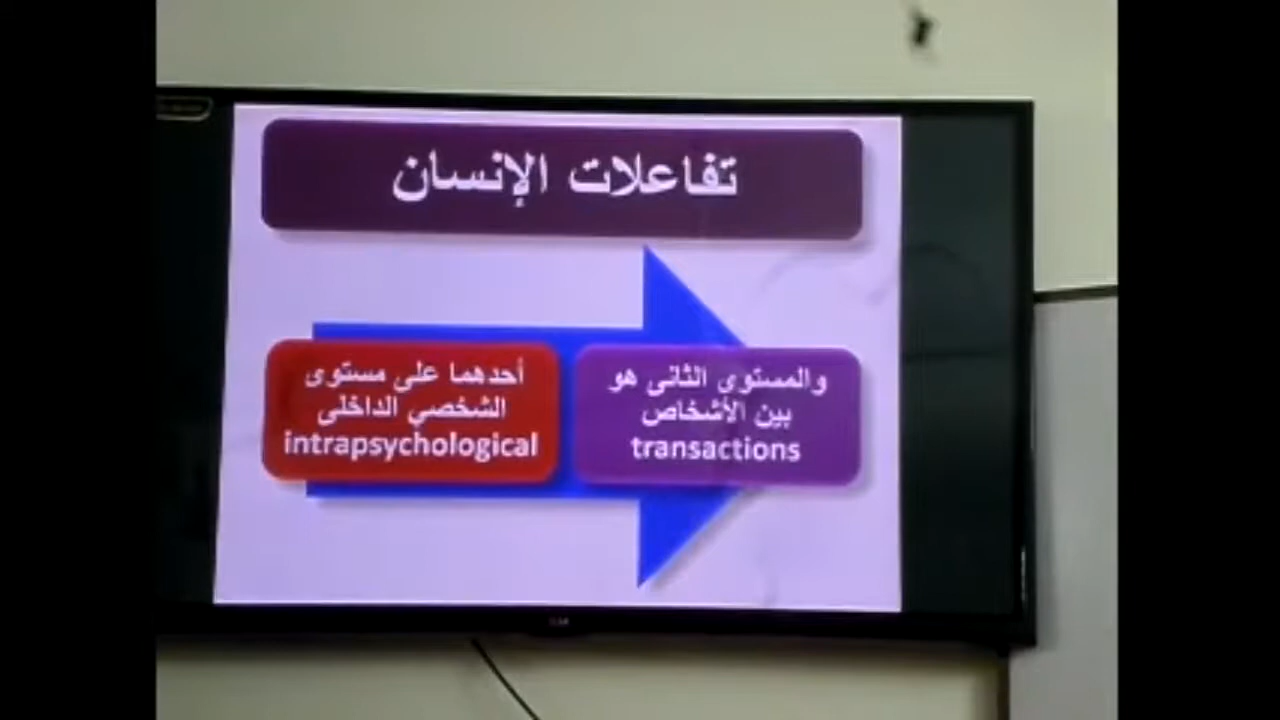 تفاعلات الإنسان
أحدهما على مستوى
الشخصي الداخلى
intrapsychological
والمستوى الثانى هو
بين الأشخاص
transactions